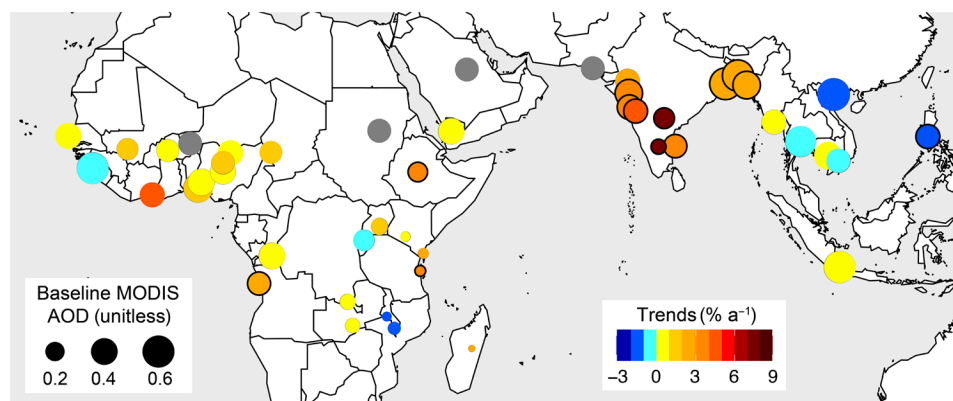 Baseline MODIS
AOD (unitless)
0.2 0.4 0.6
Trends (% a⁻¹)
−3 0 3 6 9